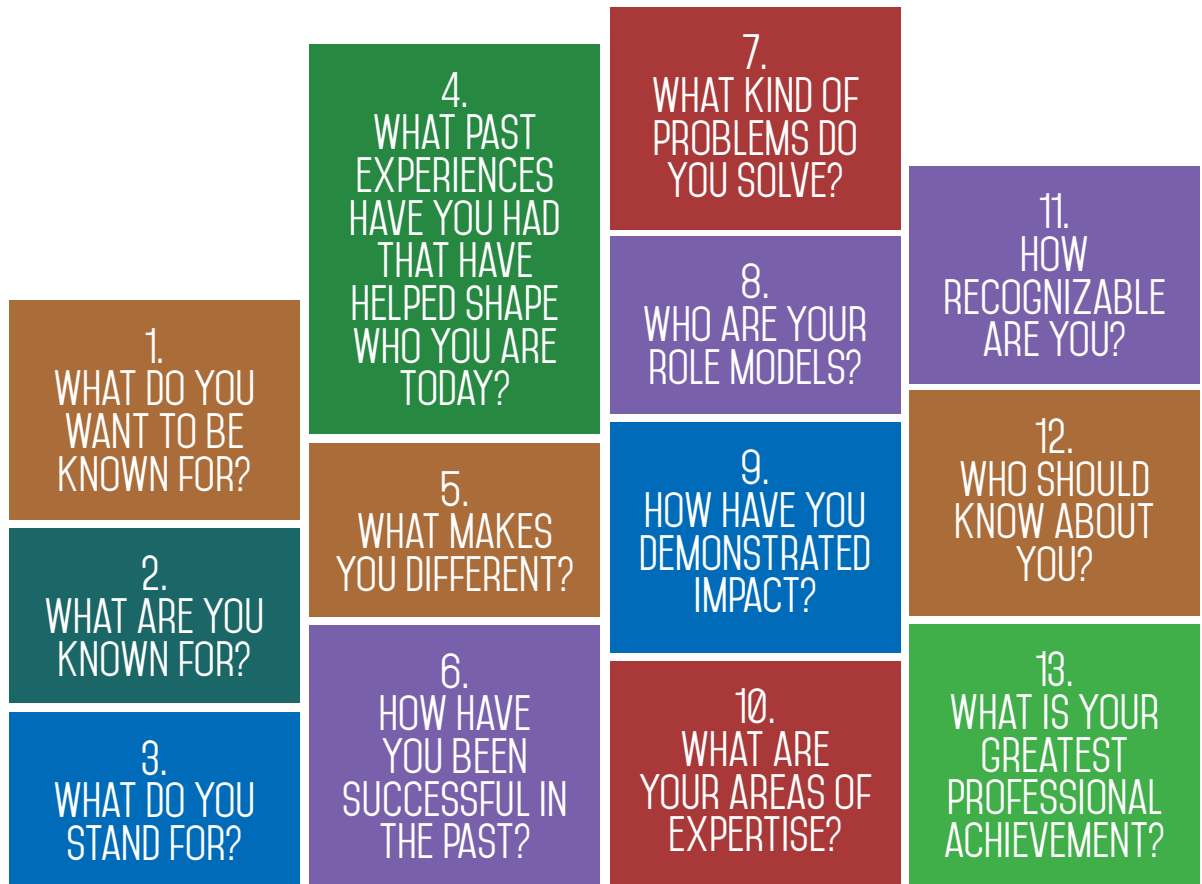 1.
WHAT DO YOU
WANT TO BE
KNOWN FOR?
2.
WHAT ARE YOU
KNOWN FOR?
3.
WHAT DO YOU
STAND FOR?
4.
WHAT PAST
EXPERIENCES
HAVE YOU HAD
THAT HAVE
HELPED SHAPE
WHO YOU ARE
TODAY?
5.
WHAT MAKES
YOU DIFFERENT?
6.
HOW HAVE
YOU BEEN
SUCCESSFUL IN
THE PAST?
7.
WHAT KIND OF
PROBLEMS DO
YOU SOLVE?
8.
WHO ARE YOUR
ROLE MODELS?
9.
HOW HAVE YOU
DEMONSTRATED
IMPACT?
10.
WHAT ARE
YOUR AREAS OF
EXPERTISE?
11.
HOW
RECOGNIZABLE
ARE YOU?
12.
WHO SHOULD
KNOW ABOUT
YOU?
13.
WHAT IS YOUR
GREATEST
PROFESSIONAL
ACHIEVEMENT?